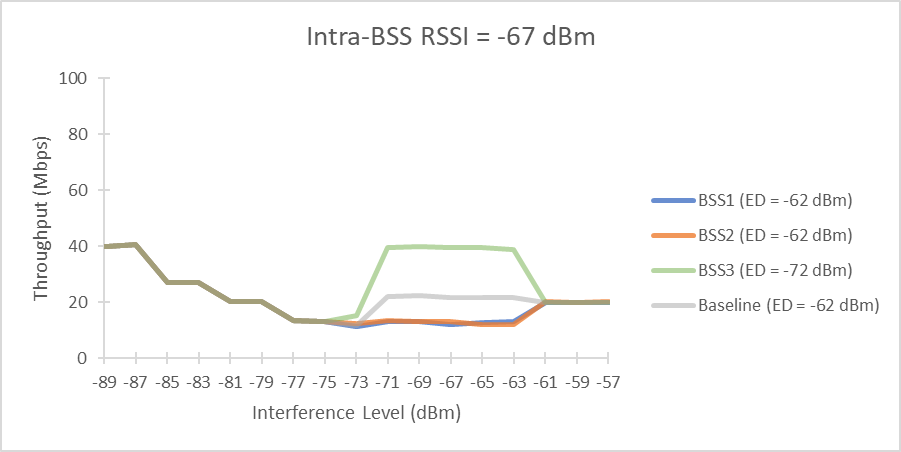 Intra-BSS RSSI = -67 dBm
100
80
60
40
20
0
Throughput (Mbps)
-89 -87 -85 -83 -81 -79 -77 -75 -73 -71 -69 -67 -65 -63 -61 -59 -57
Interference Level (dBm)
BSS1 (ED = -62 dBm)
BSS2 (ED = -62 dBm)
BSS3 (ED = -72 dBm)
Baseline (ED = -62 dBm)